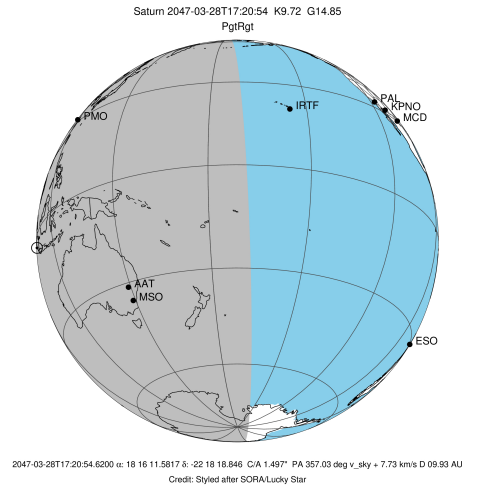 Saturn 2047-03-28T17:20:54 K9.72 G14.85
PgtRgt
PAL
IRTF
KPNO
MCD
PMO
AAT
MSO
ESO
2047-03-28T17:20:54.6200 α: 18 16 11.5817 δ: -22 18 18.846 C/A 1.497" PA 357.03 deg v_sky + 7.73 km/s D 09.93 AU
Credit: Styled after SORA/Lucky Star